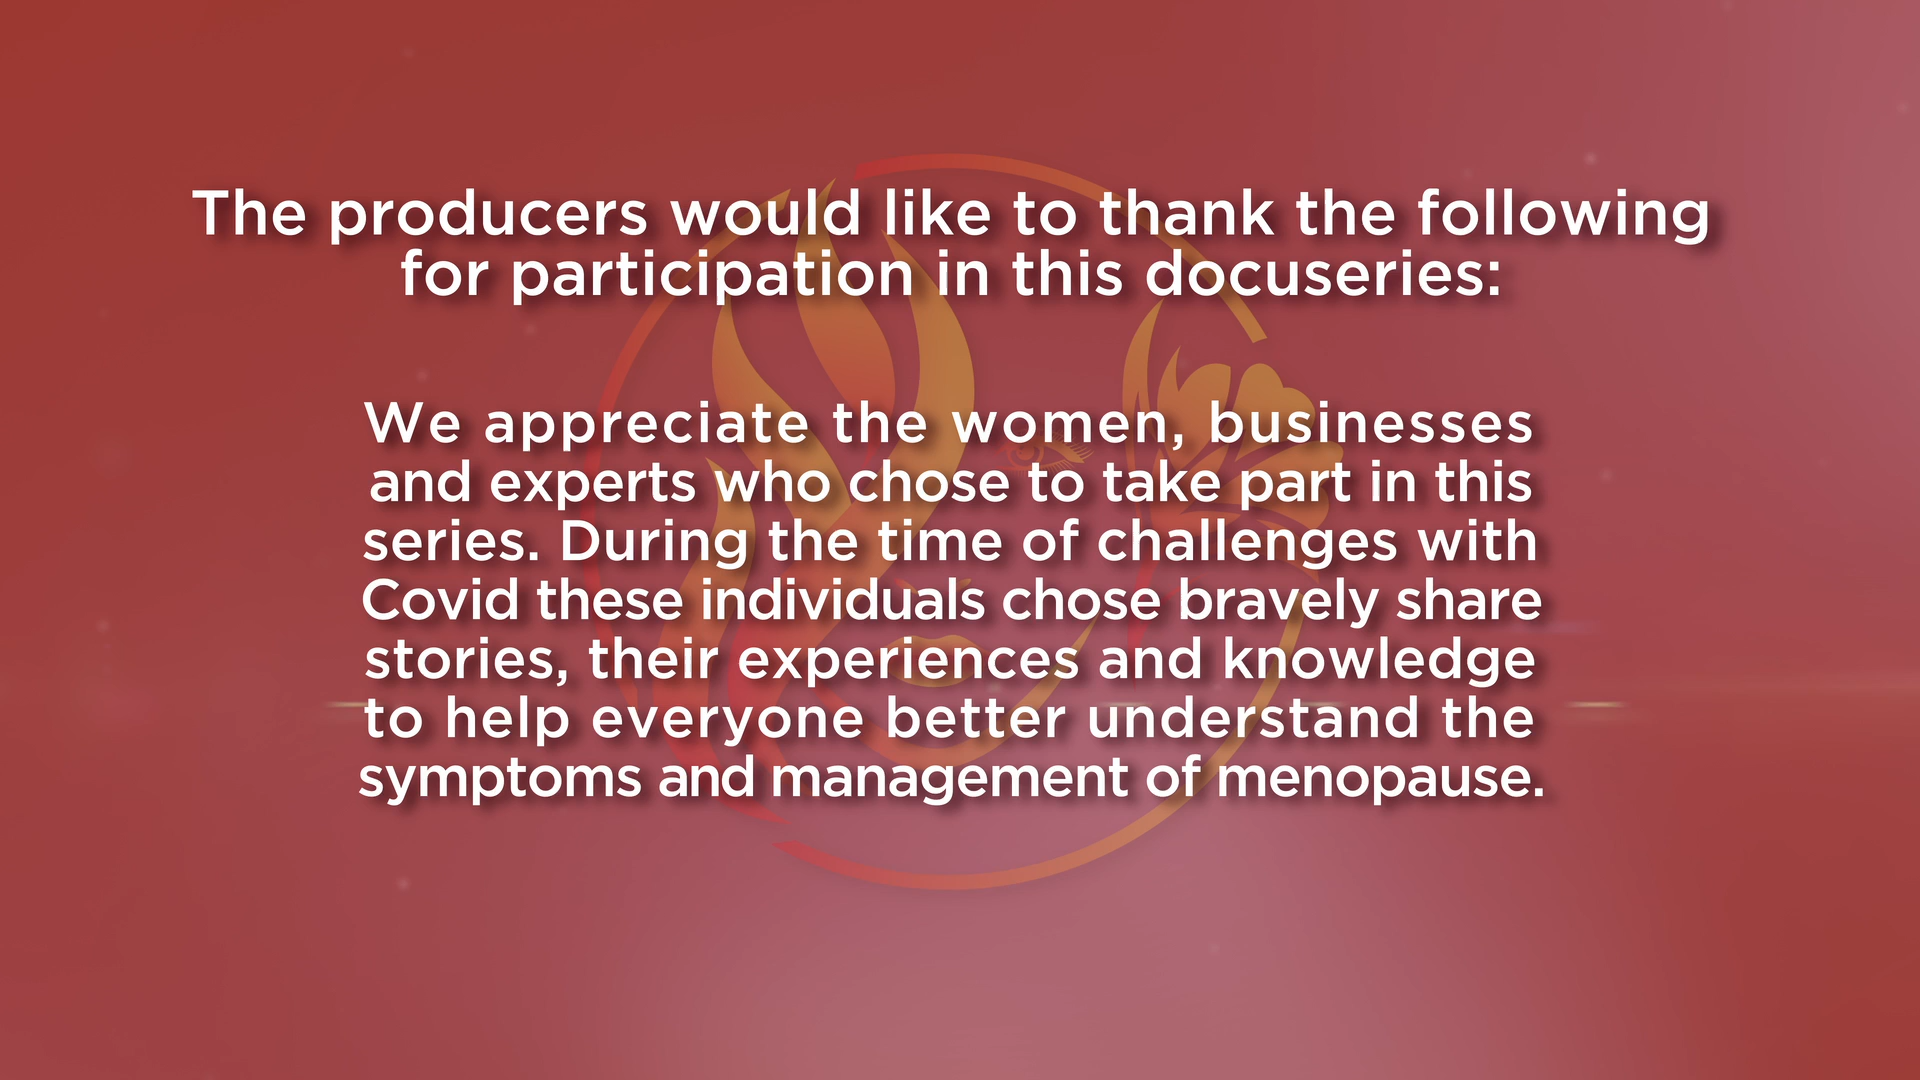 The producers would like to thank the following
for participation in this docuseries:
We appreciate the women, businesses
and experts who chose to take part in this
series. During the time of challenges with
Covid these individuals chose bravely share
stories, their experiences and knowledge
to help everyone better understand the
symptoms and management of menopause.